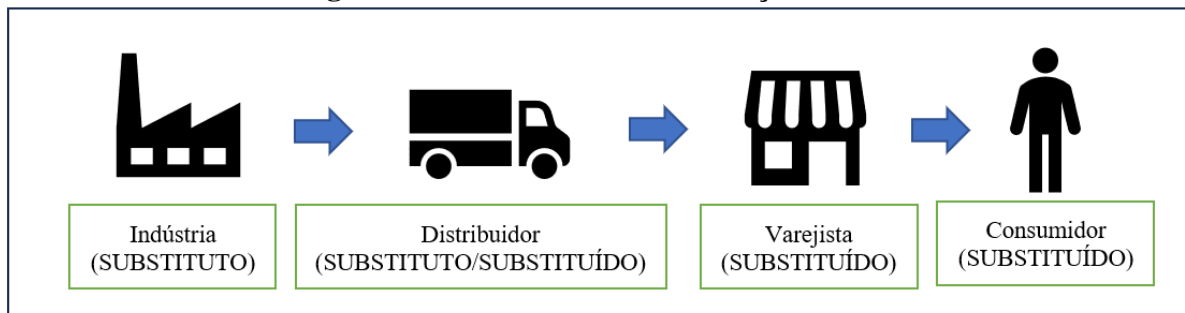 Indústria
(SUBSTITUTO)
Distribuidor
(SUBSTITUTO/SUBSTITUÍDO)
Varejista
(SUBSTITUÍDO)
Consumidor
(SUBSTITUÍDO)